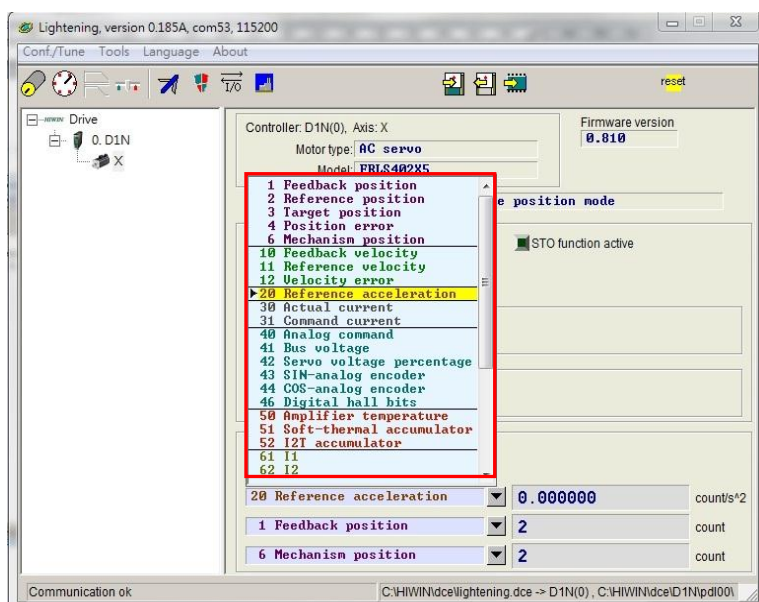 Lightening, version 0.185A, com53, 115200
Conf./Tune Tools Language About
I/O
reset
HIWIN Drive
0. D1N
X
Controller: D1N(0), Axis: X
Firmware version
0.810
Motor type: AC servo
Model: FRLS402X5
e position mode
STO function active
1 Feedback position
2 Reference position
3 Target position
4 Position error
6 Mechanism position
10 Feedback velocity
11 Reference velocity
12 Velocity error
20 Reference acceleration
30 Actual current
31 Command current
40 Analog command
41 Bus voltage
42 Servo voltage percentage
43 SIN-analog encoder
44 COS-analog encoder
46 Digital hall bits
50 Amplifier temperature
51 Soft-thermal accumulator
52 I2T accumulator
61 I1
62 I2
20 Reference acceleration 0.000000 count/s^2
1 Feedback position 2 count
6 Mechanism position 2 count
Communication ok
C:\HIWIN\dce\lightening.dce -> D1N(0) , C:\HIWIN\dce\D1N\pdl00\